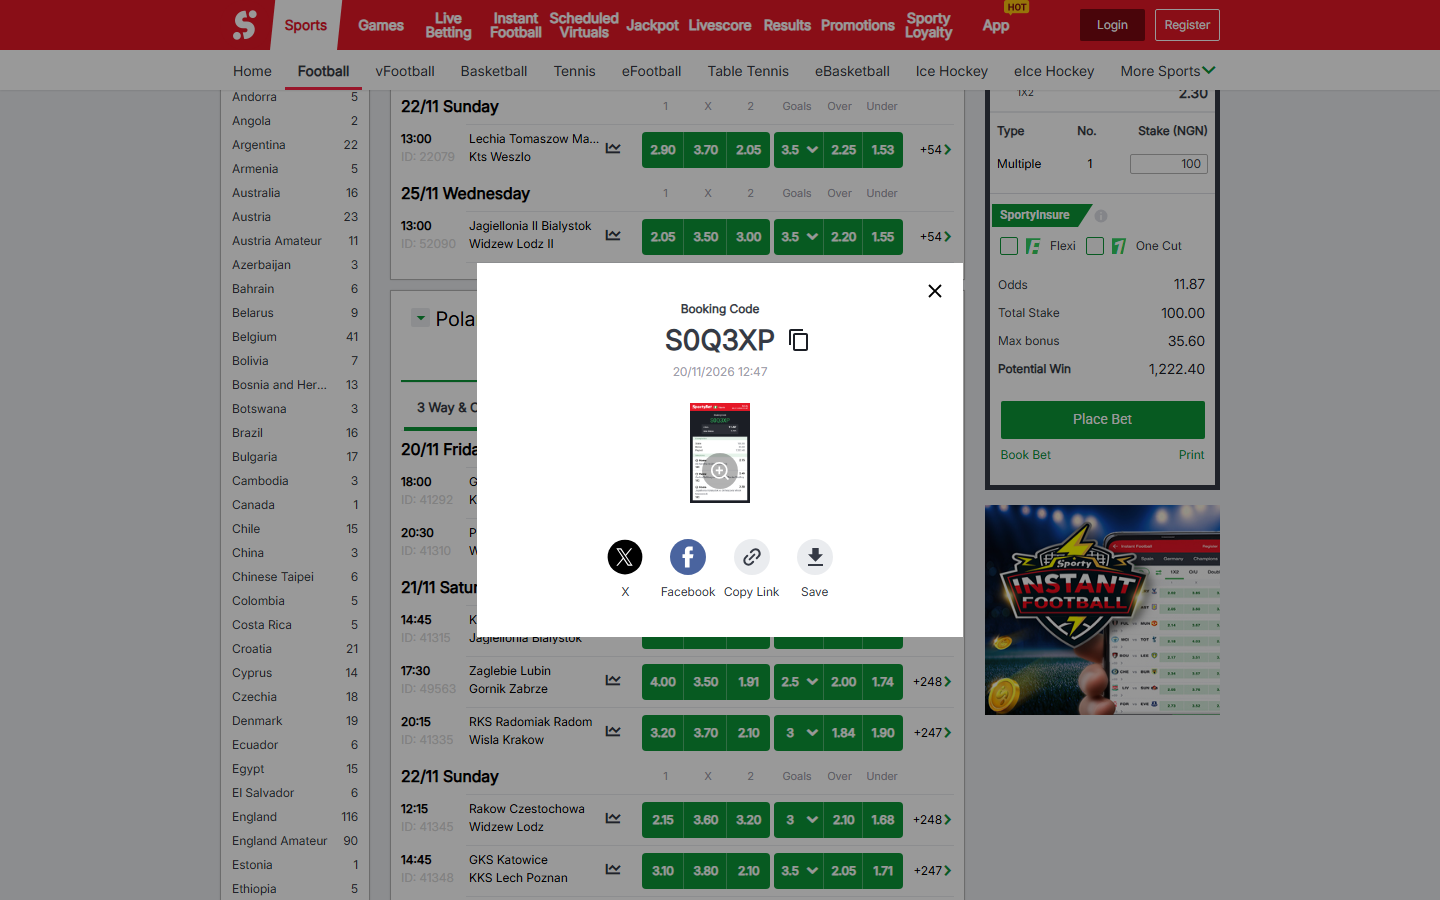 Sports
Games
Live Betting
Instant Football
Scheduled Virtuals
Jackpot
Livescore
Results
Promotions
Sporty Loyalty
App
HOT
Login
Register
Home
Football
vFootball
Basketball
Tennis
eFootball
Table Tennis
eBasketball
Ice Hockey
eIce Hockey
More Sports
Andorra 5
Angola 2
Argentina 22
Armenia 5
Australia 16
Austria 23
Austria Amateur 11
Azerbaijan 3
Bahrain 6
Belarus 9
Belgium 41
Bolivia 7
Bosnia and Her... 13
Botswana 3
Brazil 16
Bulgaria 17
Cambodia 3
Canada 1
Chile 15
China 3
Chinese Taipei 6
Colombia 5
Costa Rica 5
Croatia 21
Cyprus 14
Czechia 18
Denmark 19
Ecuador 6
Egypt 15
El Salvador 6
England 116
England Amateur 90
Estonia 1
Ethiopia 5
22/11 Sunday 1 X 2 Goals Over Under
13:00 Lechia Tomaszow Ma... 2.90 3.70 2.05 3.5 2.25 1.53 +54
ID: 22079 Kts Weszlo
25/11 Wednesday 1 X 2 Goals Over Under
13:00 Jagiellonia II Bialystok 2.05 3.50 3.00 3.5 2.20 1.55 +54
ID: 52090 Widzew Lodz II
Pola
3 Way & O
20/11 Frida
18:00 G
ID: 41292 K
20:30 P
ID: 41310 W
21/11 Satur
14:45 K
ID: 41315 Jagiellonia Bialystok
17:30 Zaglebie Lubin 4.00 3.50 1.91 2.5 2.00 1.74 +248
ID: 49563 Gornik Zabrze
20:15 RKS Radomiak Radom 3.20 3.70 2.10 3 1.84 1.90 +247
ID: 41335 Wisla Krakow
22/11 Sunday 1 X 2 Goals Over Under
12:15 Rakow Czestochowa 2.15 3.60 3.20 3 2.10 1.68 +248
ID: 41345 Widzew Lodz
14:45 GKS Katowice 3.10 3.80 2.10 3.5 2.05 1.71 +247
ID: 41348 KKS Lech Poznan
Booking Code
S0Q3XP
20/11/2026 12:47
X
Facebook
Copy Link
Save
1X2 2.30
Type No. Stake (NGN)
Multiple 1 100
SportyInsure
Flexi
One Cut
Odds 11.87
Total Stake 100.00
Max bonus 35.60
Potential Win 1,222.40
Place Bet
Book Bet Print
Sporty
INSTANT
FOOTBALL